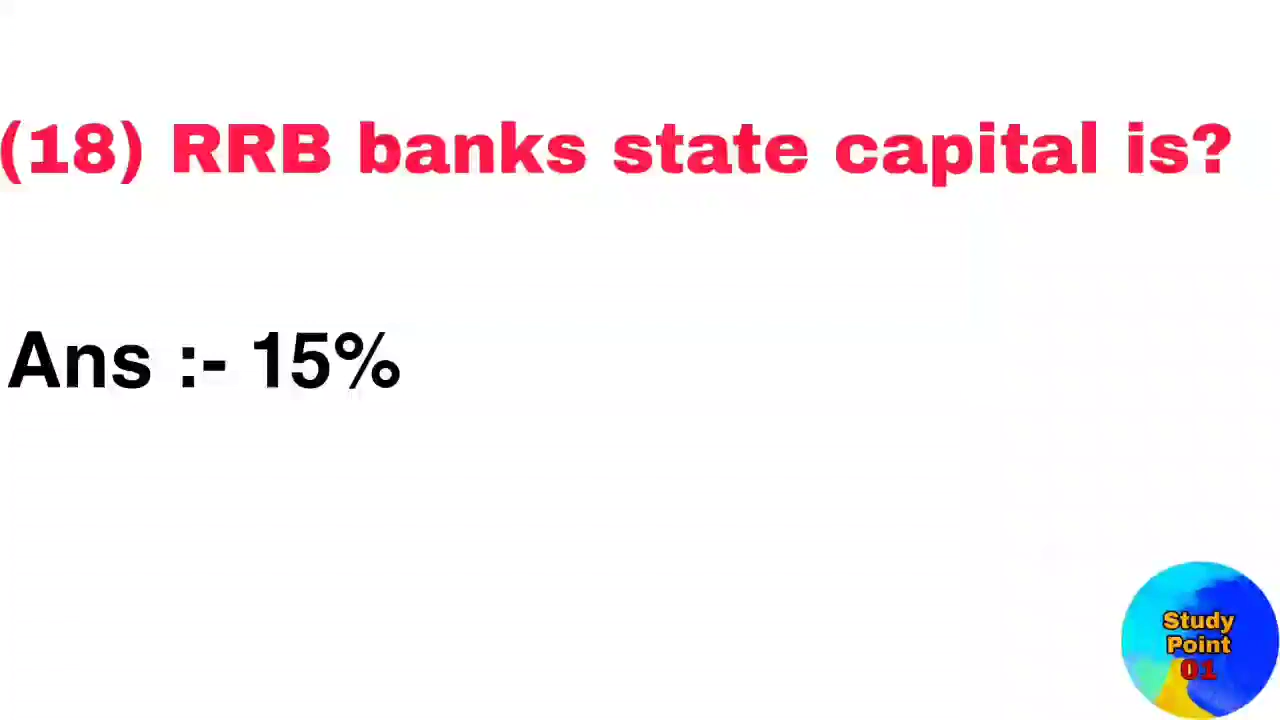 (18) RRB banks state capital is?
Ans :- 15%
Study
Point
01